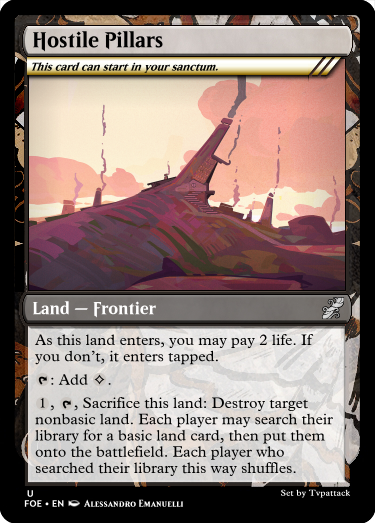 Hostile Pillars
This card can start in your sanctum.
Land — Frontier
As this land enters, you may pay 2 life. If
you don't, it enters tapped.
: Add .
1 , , Sacrifice this land: Destroy target
nonbasic land. Each player may search their
library for a basic land card, then put them
onto the battlefield. Each player who
searched their library this way shuffles.
U
Set by Tvpattack
FOE • EN Alessandro Emanuelli